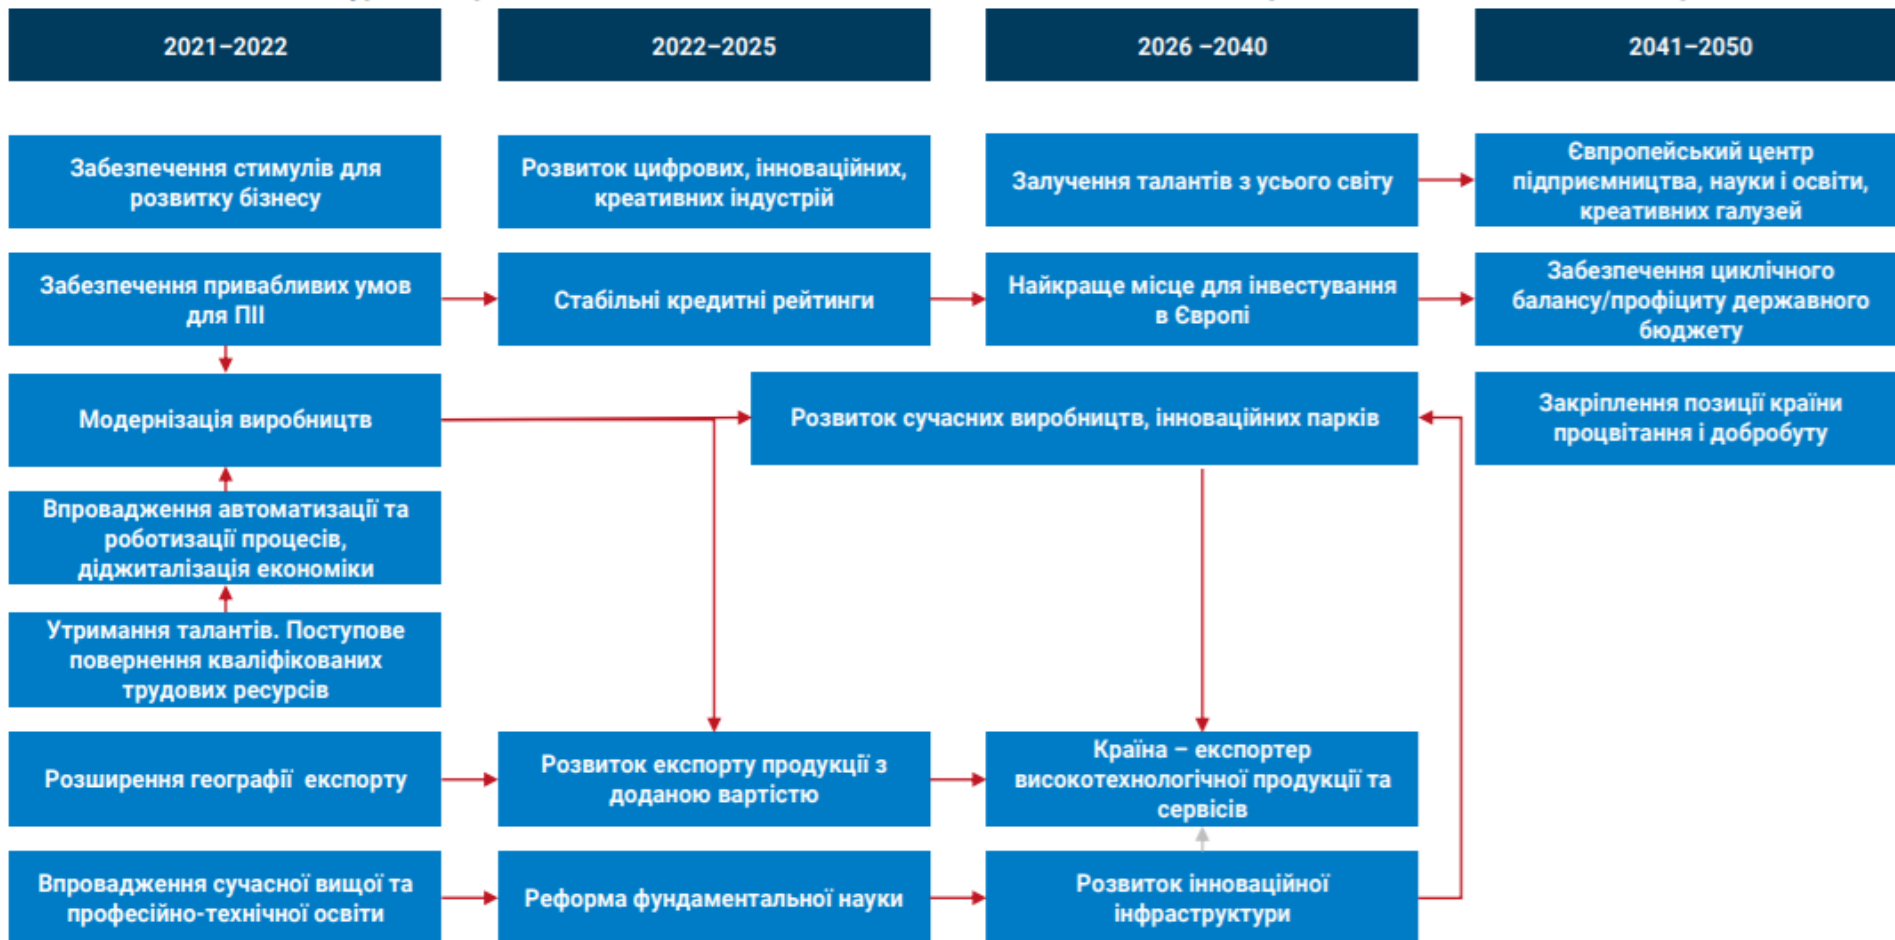 2021–2022
2022–2025
2026 –2040
2041–2050
Забезпечення стимулів для
розвитку бізнесу
Розвиток цифрових, інноваційних,
креативних індустрій
Залучення талантів з усього світу
Євпропейський центр
підприємництва, науки і освіти,
креативних галузей
Забезпечення привабливих умов
для ПІІ
Стабільні кредитні рейтинги
Найкраще місце для інвестування
в Європі
Забезпечення циклічного
балансу/профіциту державного
бюджету
Модернізація виробництв
Розвиток сучасних виробництв, інноваційних парків
Закріплення позиції країни
процвітання і добробуту
Впровадження автоматизації та
роботизації процесів,
діджиталізація економіки
Утримання талантів. Поступове
повернення кваліфікованих
трудових ресурсів
Розширення географії  експорту
Розвиток експорту продукції з
доданою вартістю
Країна – експортер
високотехнологічної продукції та
сервісів
Впровадження сучасної вищої та
професійно-технічної освіти
Реформа фундаментальної науки
Розвиток інноваційної
інфраструктури